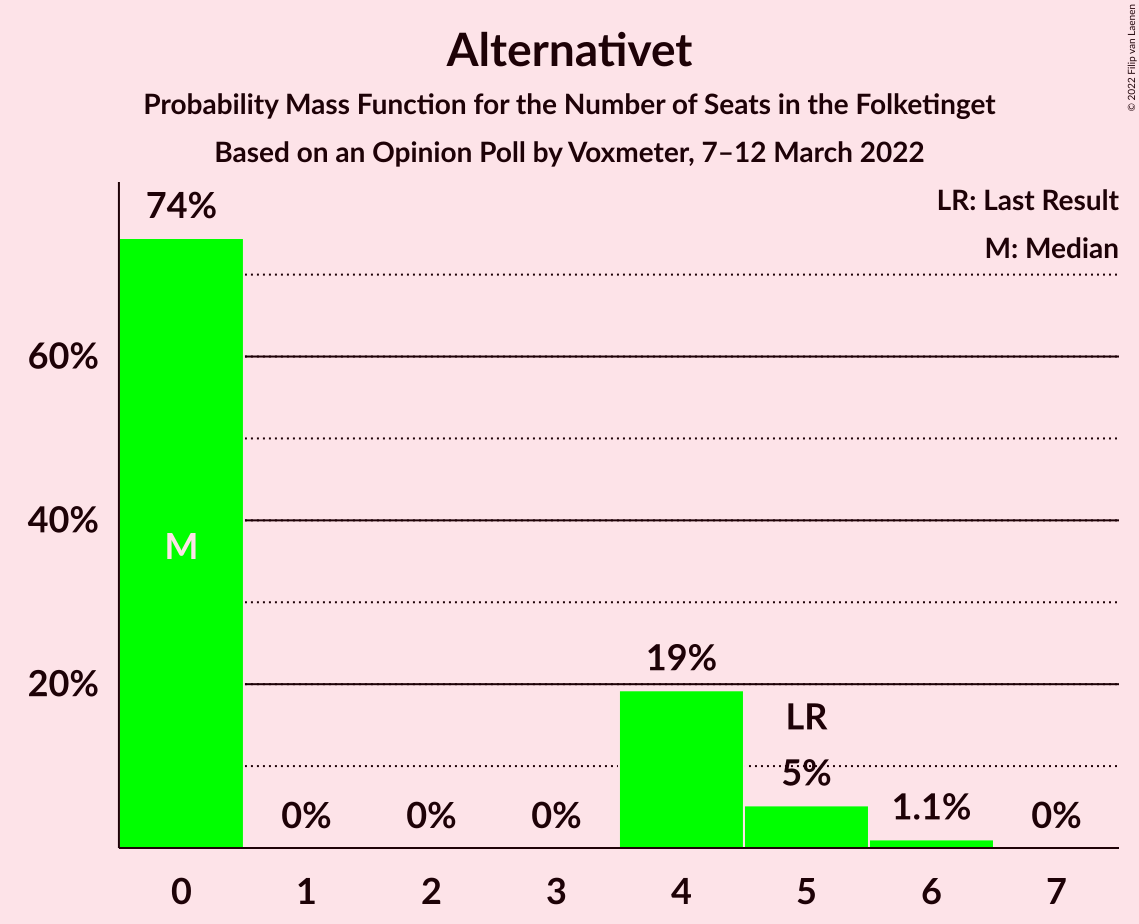 Alternativet
Probability Mass Function for the Number of Seats in the Folketinget
Based on an Opinion Poll by Voxmeter, 7–12 March 2022
© 2022 Filip van Laenen
LR: Last Result
M: Median
74%
60%
40%
M
20%
19%
LR
5%
0%
0%
0%
1.1%
0%
0 1 2 3 4 5 6 7